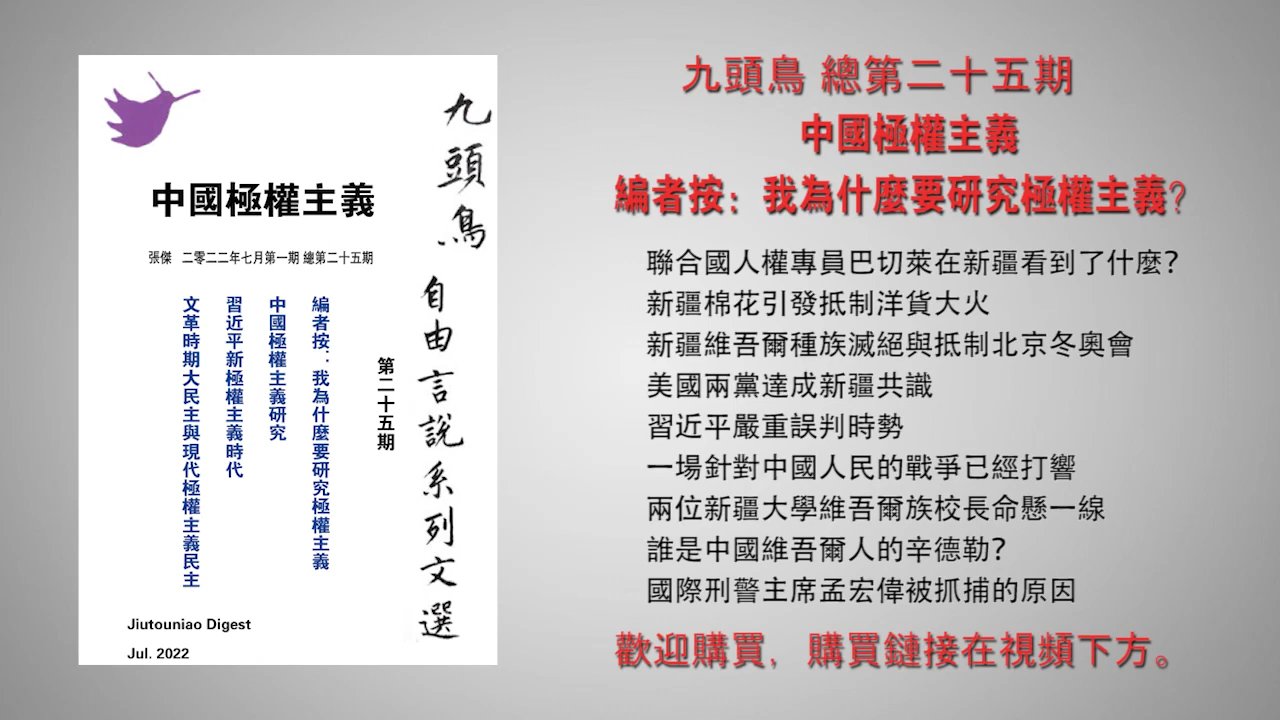 九頭鳥 自由言說系列文選
中國極權主義
張傑 二零二二年七月第一期 總第二十五期
第二十五期
編者按：我為什麼要研究極權主義
中國極權主義研究
習近平新極權主義時代
文革時期大民主與現代極權主義民主
Jiutouniao Digest
Jul. 2022
九頭鳥 總第二十五期
中國極權主義
編者按：我為什麼要研究極權主義?
聯合國人權專員巴切萊在新疆看到了什麼?
新疆棉花引發抵制洋貨大火
新疆維吾爾種族滅絕與抵制北京冬奧會
美國兩黨達成新疆共識
習近平嚴重誤判時勢
一場針對中國人民的戰爭已經打響
兩位新疆大學維吾爾族校長命懸一線
誰是中國維吾爾人的辛德勒?
國際刑警主席孟宏偉被抓捕的原因
歡迎購買，購買鏈接在視頻下方。